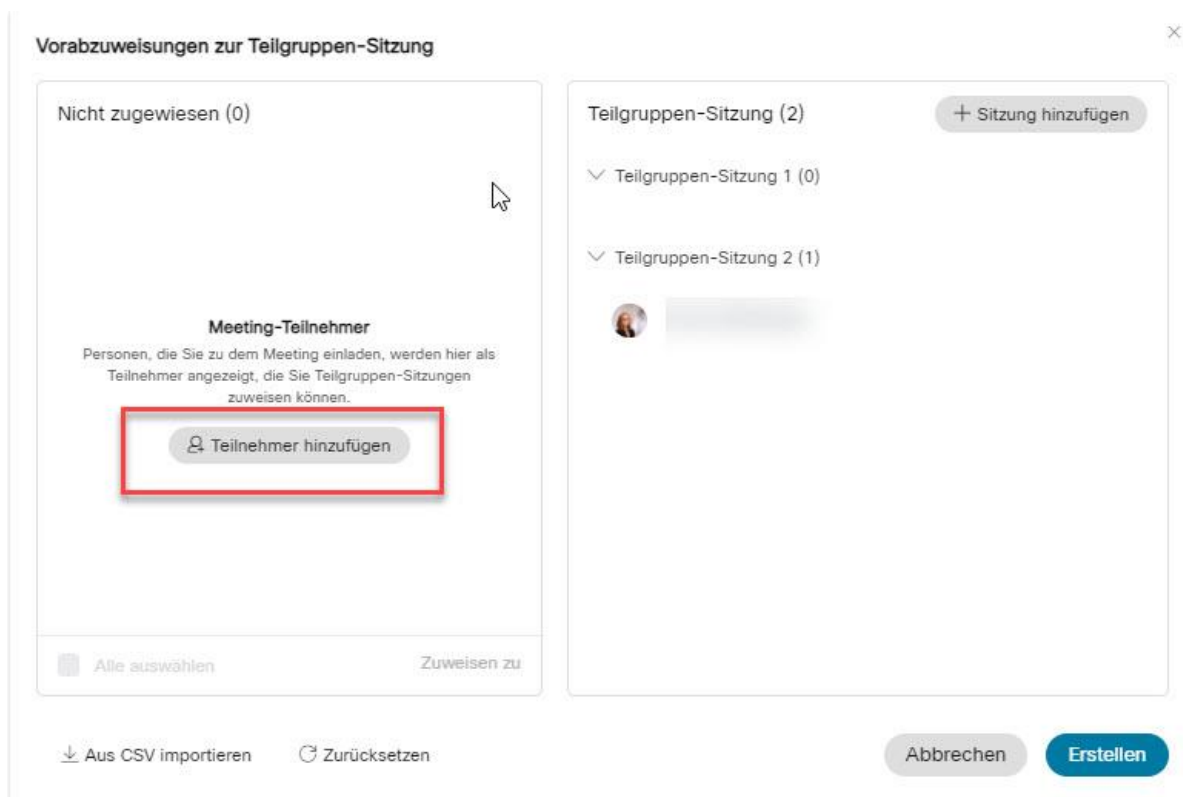 Vorabzuweisungen zur Teilgruppen-Sitzung
Nicht zugewiesen (0)
Meeting-Teilnehmer
Personen, die Sie zu dem Meeting einladen, werden hier als
Teilnehmer angezeigt, die Sie Teilgruppen-Sitzungen
zuweisen können.
Teilnehmer hinzufügen
Alle auswählen
Zuweisen zu
Teilgruppen-Sitzung (2)
+ Sitzung hinzufügen
Teilgruppen-Sitzung 1 (0)
Teilgruppen-Sitzung 2 (1)
Aus CSV importieren
Zurücksetzen
Abbrechen
Erstellen